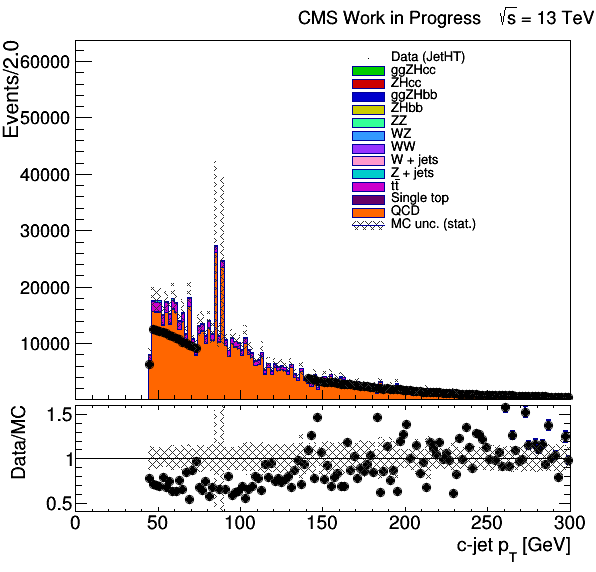 CMS Work in Progress √s = 13 TeV
Events/2.0
60000
50000
40000
30000
20000
10000
Data (JetHT)
ggZHcc
ZHcc
ggZHbb
ZHbb
ZZ
WZ
WW
W + jets
Z + jets
tt̄
Single top
QCD
MC unc. (stat.)
Data/MC
1.5
1
0.5
0 50 100 150 200 250 300
c-jet p_T [GeV]